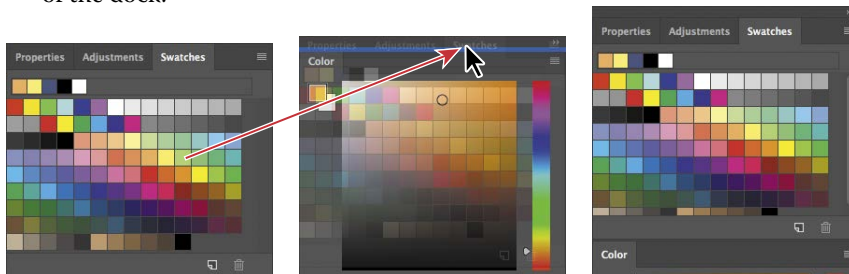 of the dock.
Properties Adjustments Swatches
Properties Adjustments Swatches
Color
Properties Adjustments Swatches
Color